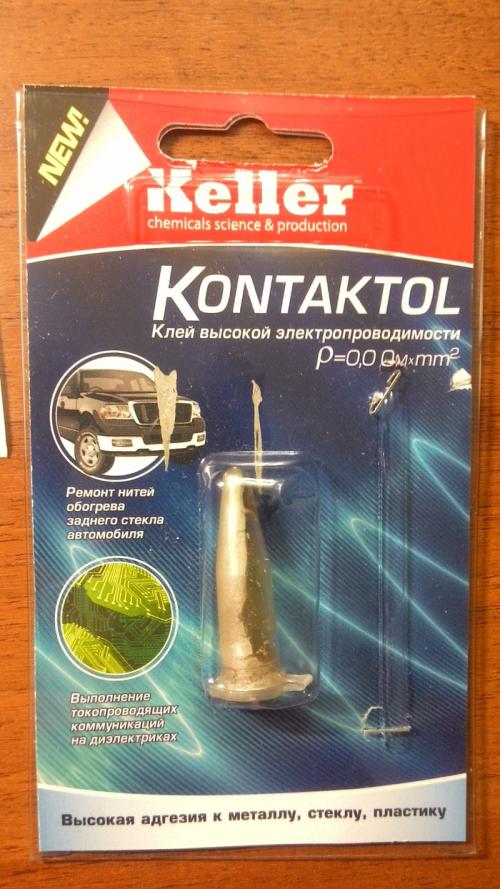 NEW!
Keller
chemicals science & production
KONTAKTOL
Клей высокой электропроводимости
Ремонт нитей
обогрева
заднего стекла
автомобиля
Выполнение
токопроводящих
коммуникаций
на диэлектриках
Высокая адгезия к металлу, стеклу, пластику